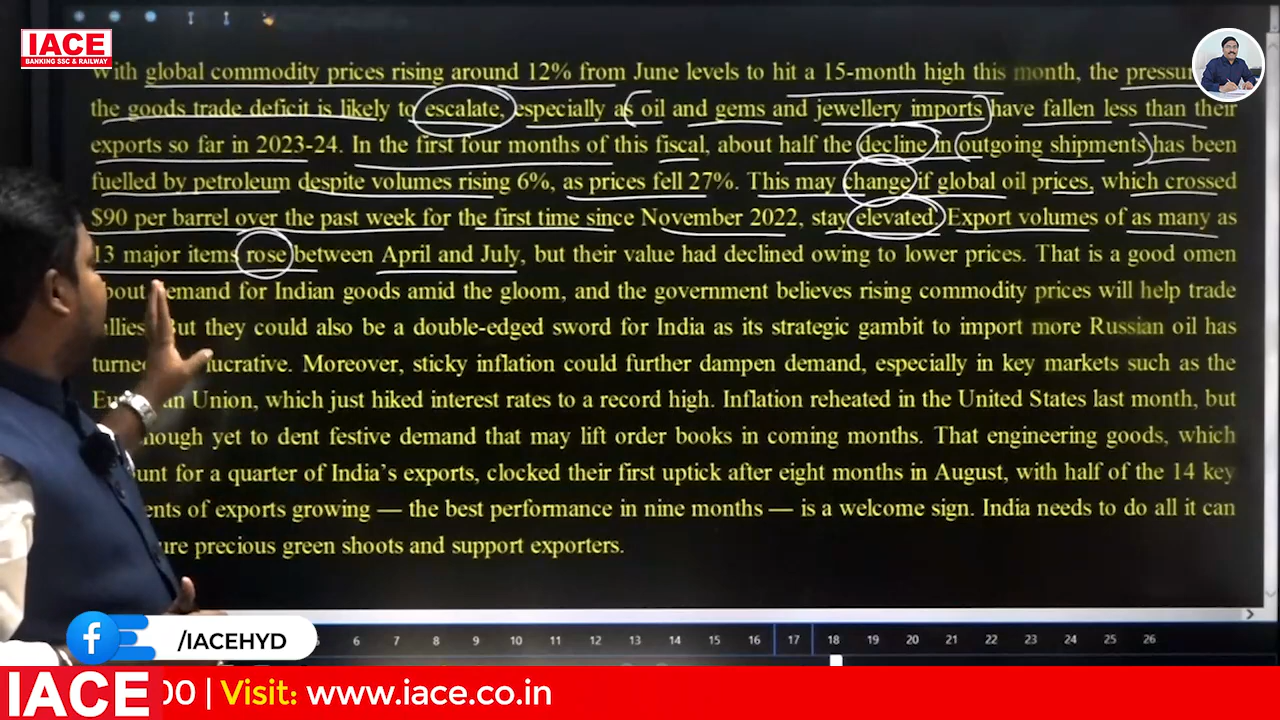 IACE
BANKING SSC & RAILWAY
With global commodity prices rising around 12% from June levels to hit a 15-month high this month, the
the goods trade deficit is likely to escalate, especially as oil and gems and jewellery imports have fallen less than their
exports so far in 2023-24. In the first four months of this fiscal, about half the decline in (outgoing shipments) has been
fuelled by petroleum despite volumes rising 6%, as prices fell 27%. This may change if global oil prices, which crossed
$90 per barrel over the past week for the first time since November 2022, stay elevated. Export volumes of as many as
13 major items rose between April and July, but their value had declined owing to lower prices. That is a good omen
demand for Indian goods amid the gloom, and the government believes rising commodity prices will help trade
But they could also be a double-edged sword for India as its strategic gambit to import more Russian oil has
lucrative. Moreover, sticky inflation could further dampen demand, especially in key markets such as the
Union, which just hiked interest rates to a record high. Inflation reheated in the United States last month, but
yet to dent festive demand that may lift order books in coming months. That engineering goods, which
for a quarter of India's exports, clocked their first uptick after eight months in August, with half of the 14 key
of exports growing — the best performance in nine months — is a welcome sign. India needs to do all it can
precious green shoots and support exporters.
6 7 8 9 10 11 12 13 14 15 16 17 18 19 20 21 22 23 24 25 26
f /IACEHYD
IACE 00 | Visit: www.iace.co.in